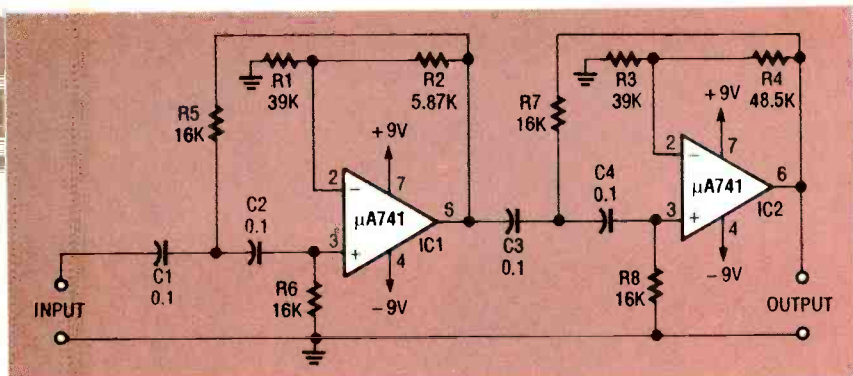 R1
39K
R2
5.87K
R3
39K
R4
48.5K
R5
16K
+9V
R7
16K
+9V
2
−
7
μA741
3
+
4
6
IC1
−9V
2
−
7
μA741
3
+
4
6
IC2
−9V
C1
0.1
C2
0.1
R6
16K
C3
0.1
C4
0.1
R8
16K
INPUT
OUTPUT